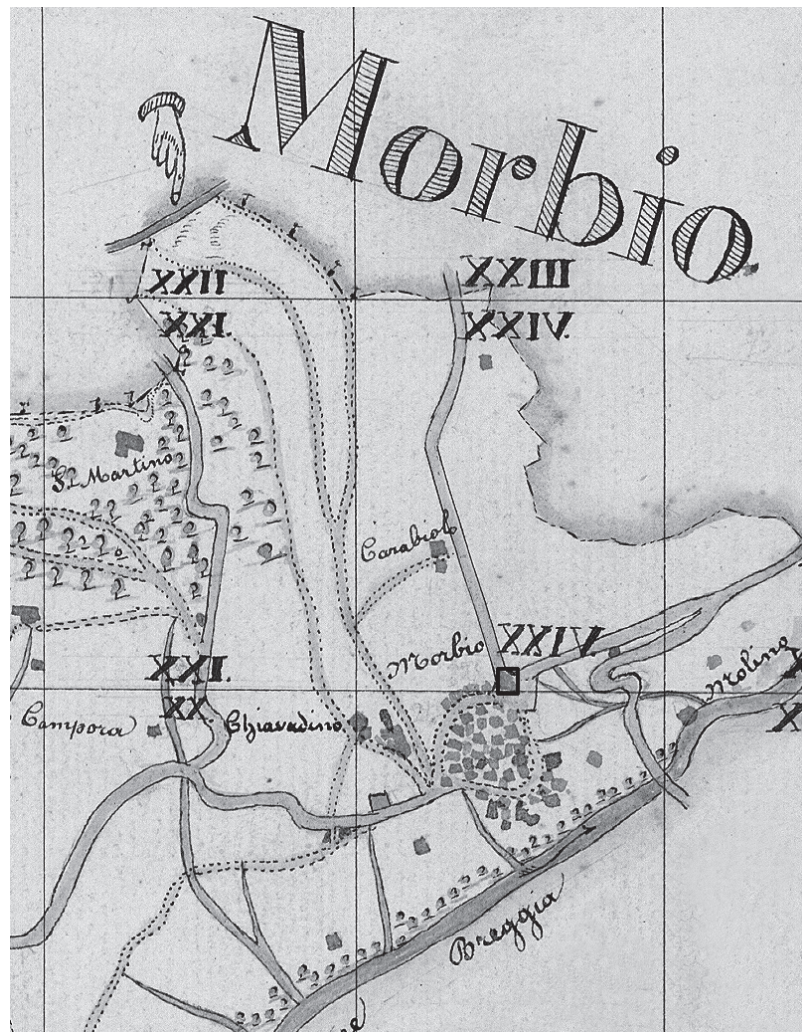 Morbio
XXII
XXIII
XXI.
XXIV.
S. Martino
Carabiolo
Morbio
XXIV.
XXI.
Molino
XX.
Campora
Chiavadino
Breggia